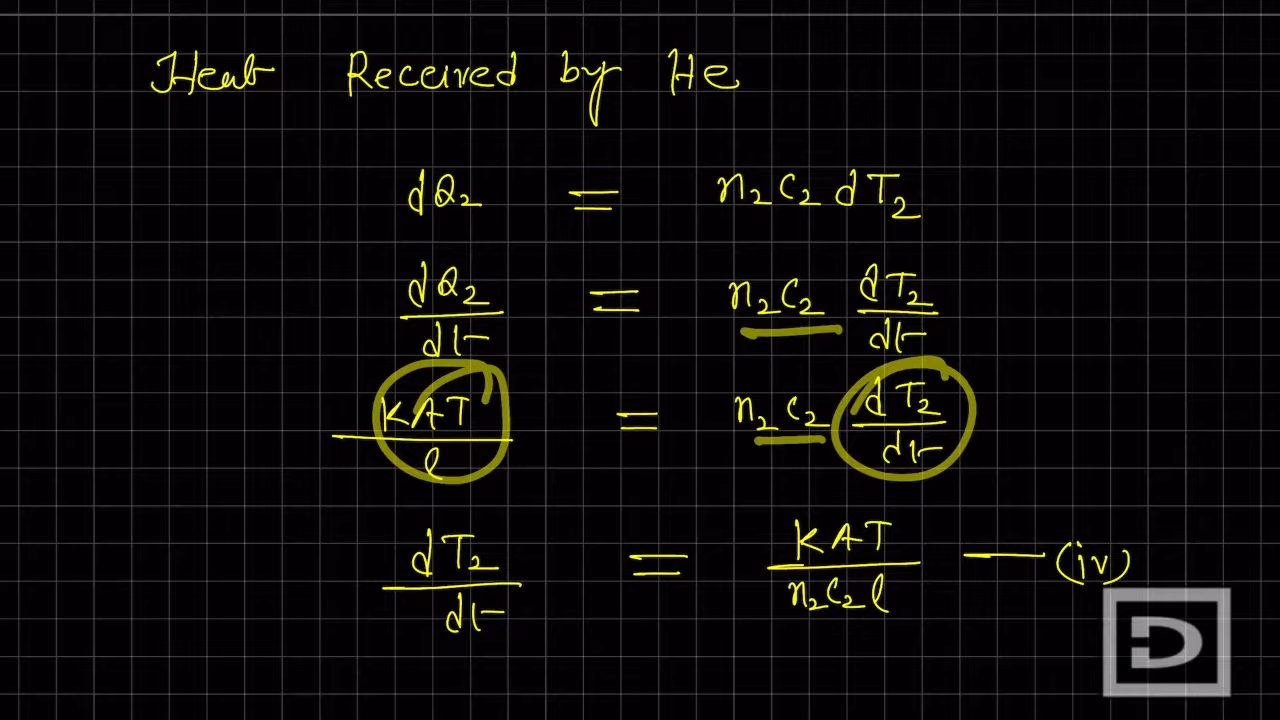 Heat Received by He
dQ₂ = n₂C₂dT₂
dQ₂/dt = n₂C₂ dT₂/dt
KAT/l = n₂C₂ dT₂/dt
dT₂/dt = KAT/n₂C₂l — (iv)
D